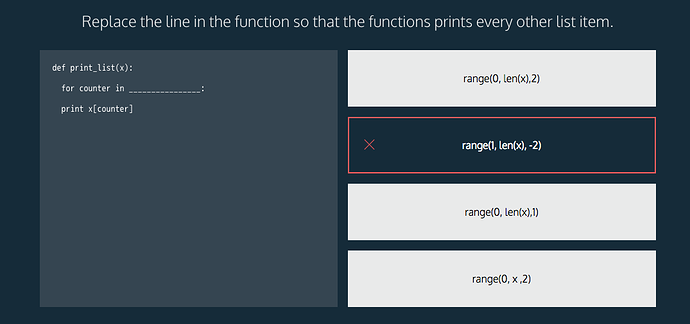 Replace the line in the function so that the functions prints every other list item.
def print_list(x):
for counter in ________________:
print x[counter]
range(0, len(x),2)
range(1, len(x), -2)
range(0, len(x),1)
range(0, x ,2)